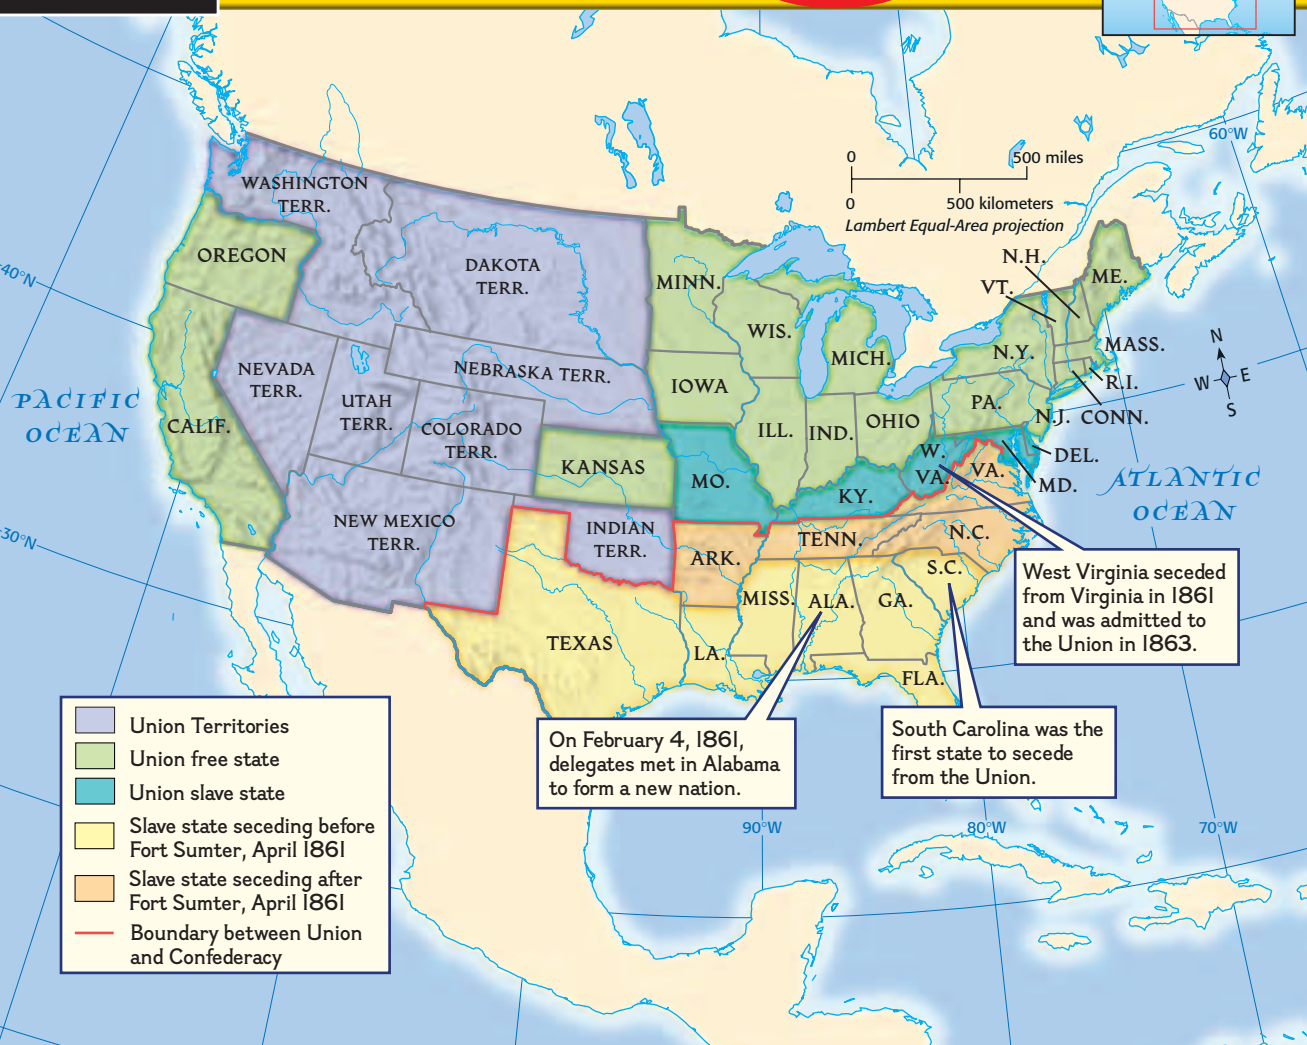 60°W
0 500 miles
0 500 kilometers
Lambert Equal-Area projection
WASHINGTON
TERR.
OREGON
DAKOTA
TERR.
MINN.
N.H.
VT.
ME.
40°N
WIS.
MICH.
N.Y.
MASS.
N
W E
S
NEVADA
TERR.
NEBRASKA TERR.
IOWA
R.I.
PACIFIC
OCEAN
CALIF.
UTAH
TERR.
COLORADO
TERR.
ILL.
IND.
OHIO
PA.
N.J.
CONN.
KANSAS
MO.
KY.
W.
VA.
VA.
DEL.
MD.
ATLANTIC
OCEAN
30°N
NEW MEXICO
TERR.
INDIAN
TERR.
ARK.
TENN.
N.C.
S.C.
MISS.
ALA.
GA.
TEXAS
LA.
FLA.
West Virginia seceded
from Virginia in 1861
and was admitted to
the Union in 1863.
South Carolina was the
first state to secede
from the Union.
On February 4, 1861,
delegates met in Alabama
to form a new nation.
Union Territories
Union free state
Union slave state
Slave state seceding before
Fort Sumter, April 1861
Slave state seceding after
Fort Sumter, April 1861
Boundary between Union
and Confederacy
90°W
80°W
70°W